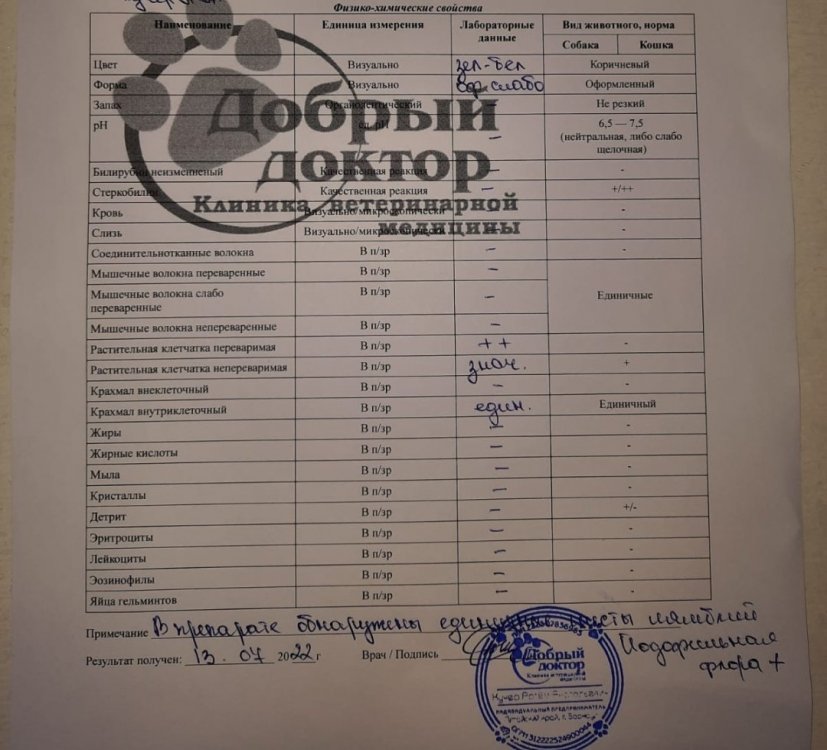 Физико-химические свойства
Наименование Единица измерения Лабораторные данные Вид животного, норма
Собака Кошка
Цвет Визуально зел-бел Коричневый
Форма Визуально слабо Оформленный
Запах Органолептический — Не резкий
pH ед. pH — 6,5 — 7,5 (нейтральная, либо слабо щелочная)
Билирубин неизмененный Качественная реакция — -
Стеркобилин Качественная реакция — +/++
Кровь Визуально/микроскопически -
Слизь Визуально/микроскопически — -
Соединительнотканные волокна В п/зр — -
Мышечные волокна переваренные В п/зр — Единичные
Мышечные волокна слабо переваренные В п/зр —
Мышечные волокна непереваренные В п/зр —
Растительная клетчатка переваримая В п/зр ++ -
Растительная клетчатка непереваримая В п/зр знач. +
Крахмал внеклеточный В п/зр — -
Крахмал внутриклеточный В п/зр един. Единичный
Жиры В п/зр — -
Жирные кислоты В п/зр — -
Мыла В п/зр — -
Кристаллы В п/зр — -
Детрит В п/зр — +/-
Эритроциты В п/зр — -
Лейкоциты В п/зр — -
Эозинофилы В п/зр — -
Яйца гельминтов В п/зр — -
Добрый
доктор
Клиника ветеринарной
медицины
Примечание В препарате обнаружены цисты лямблий
Йодофильная
флора +
Результат получен: 13.07 2022 г Врач / Подпись
Добрый
доктор
ИНДИВИДУАЛЬНЫЙ ПРЕДПРИНИМАТЕЛЬ